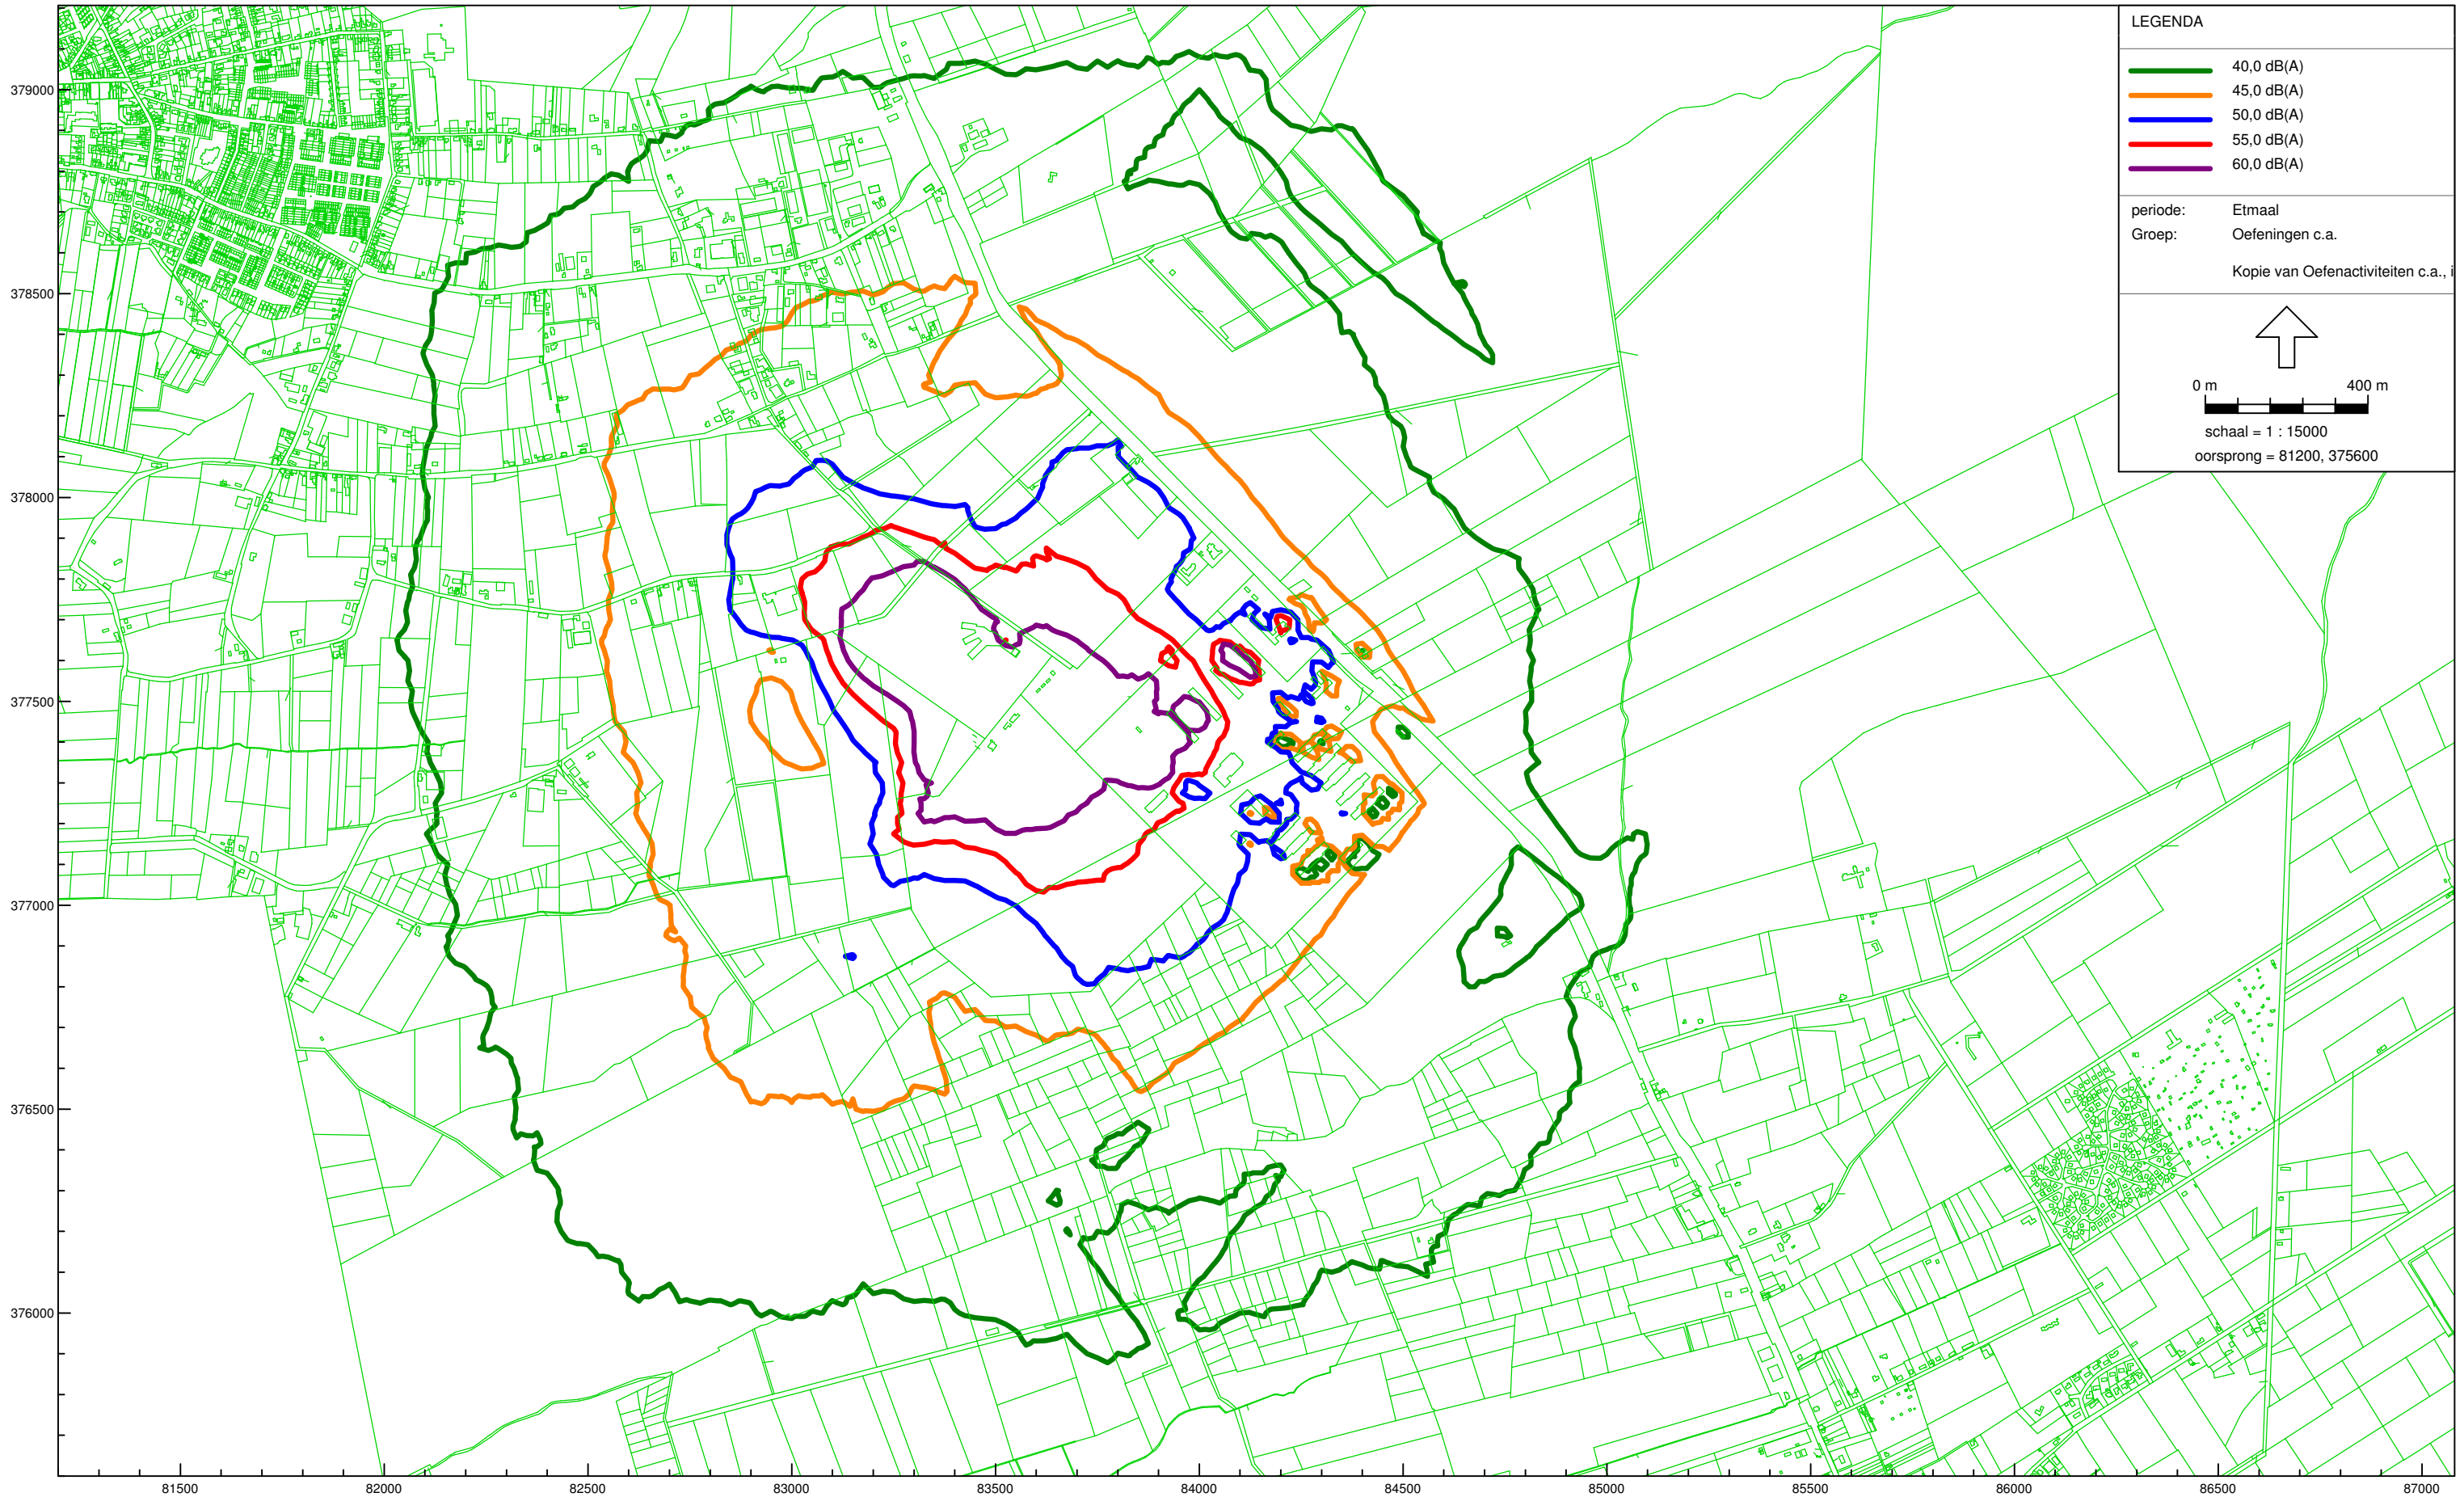 LEGENDA
40,0 dB(A)
45,0 dB(A)
50,0 dB(A)
55,0 dB(A)
60,0 dB(A)
periode: Etmaal
Groep: Oefeningen c.a.
Kopie van Oefenactiviteiten c.a., i
0 m 400 m
schaal = 1 : 15000
oorsprong = 81200, 375600
379000
378500
378000
377500
377000
376500
376000
81500 82000 82500 83000 83500 84000 84500 85000 85500 86000 86500 87000